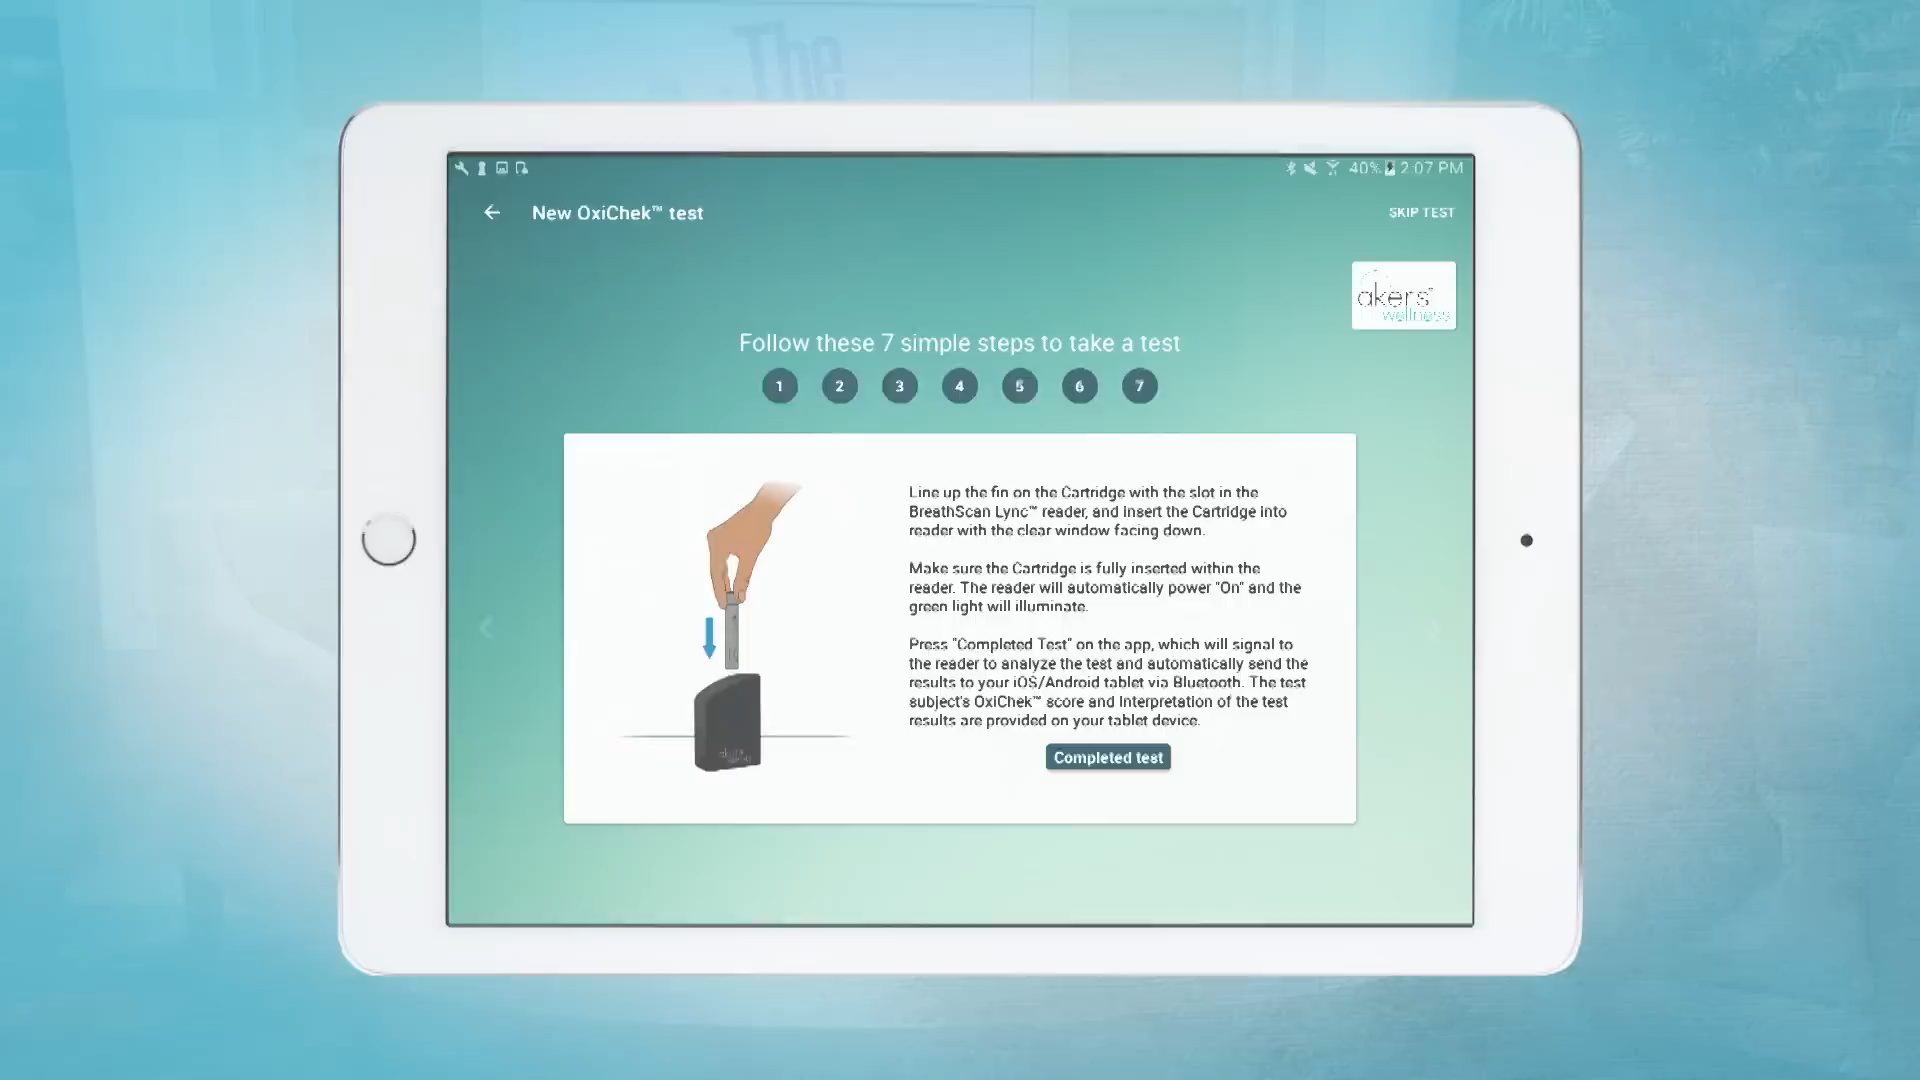 The
40% 2:07 PM
New OxiChek™ test
SKIP TEST
akers™
wellness
Follow these 7 simple steps to take a test
1 2 3 4 5 6 7
Line up the fin on the Cartridge with the slot in the
BreathScan Lync™ reader, and insert the Cartridge into
reader with the clear window facing down.
Make sure the Cartridge is fully inserted within the
reader. The reader will automatically power "On" and the
green light will illuminate.
Press "Completed Test" on the app, which will signal to
the reader to analyze the test and automatically send the
results to your iOS/Android tablet via Bluetooth. The test
subject's OxiChek™ score and Interpretation of the test
results are provided on your tablet device.
Completed test